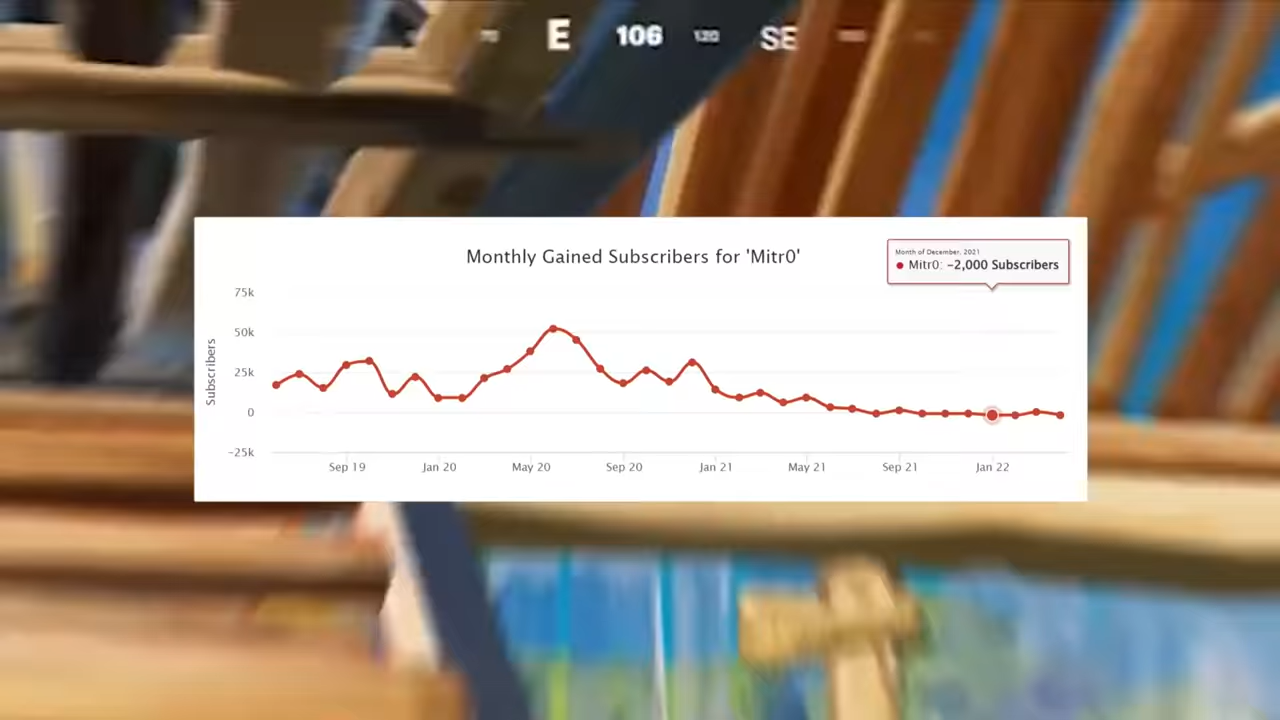 E 106 120 SE
Monthly Gained Subscribers for 'Mitr0'
Month of December, 2021
Mitr0: -2,000 Subscribers
75k
50k
25k
0
-25k
Subscribers
Sep 19 Jan 20 May 20 Sep 20 Jan 21 May 21 Sep 21 Jan 22